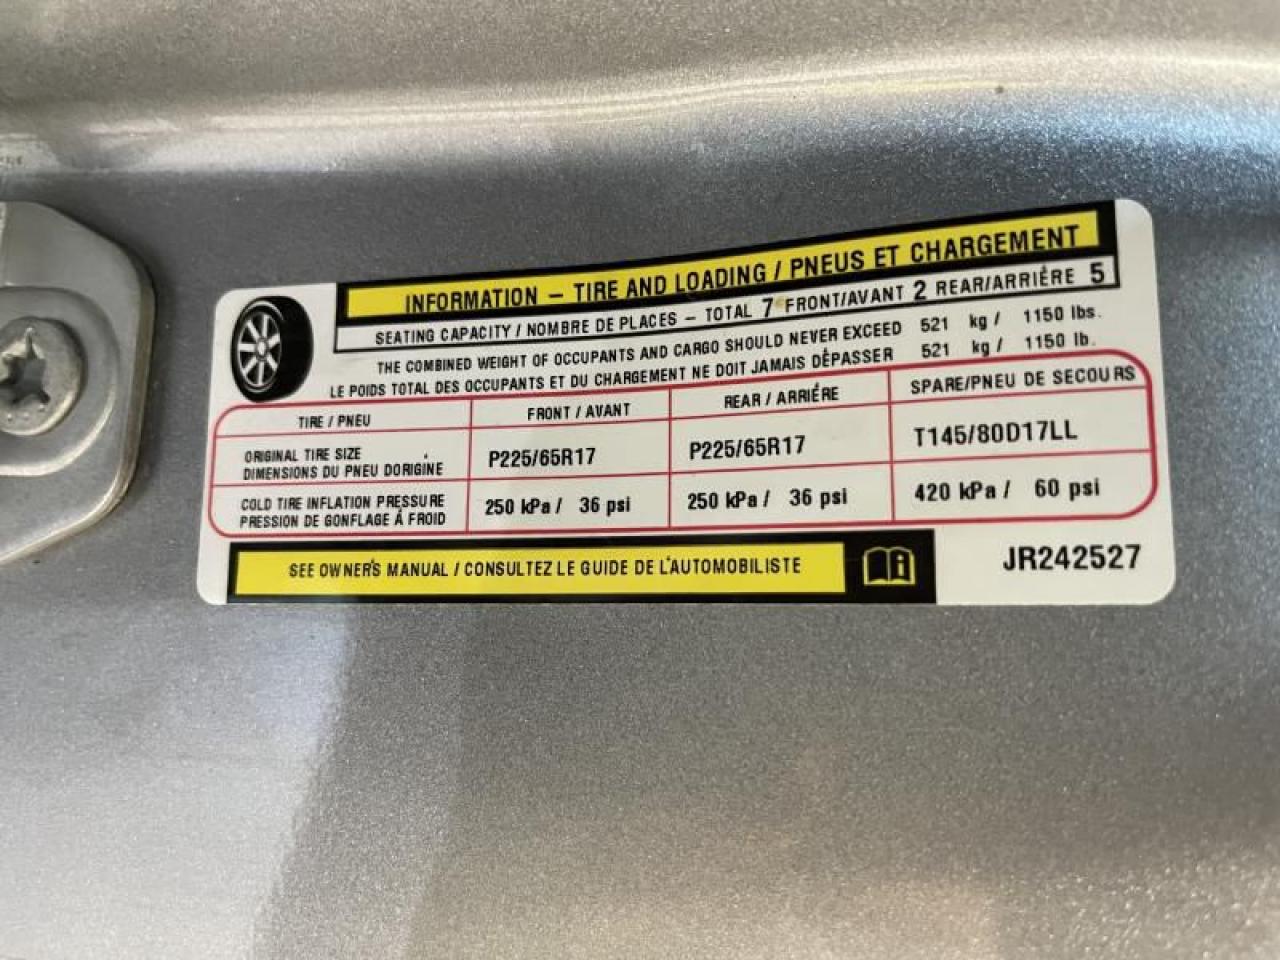 INFORMATION – TIRE AND LOADING / PNEUS ET CHARGEMENT
SEATING CAPACITY / NOMBRE DE PLACES – TOTAL 7 FRONT/AVANT 2 REAR/ARRIÈRE 5
THE COMBINED WEIGHT OF OCCUPANTS AND CARGO SHOULD NEVER EXCEED 521 kg / 1150 lbs.
LE POIDS TOTAL DES OCCUPANTS ET DU CHARGEMENT NE DOIT JAMAIS DÉPASSER 521 kg / 1150 lb.
TIRE / PNEU FRONT / AVANT REAR / ARRIÉRE SPARE/PNEU DE SECOURS
ORIGINAL TIRE SIZE
DIMENSIONS DU PNEU D'ORIGINE P225/65R17 P225/65R17 T145/80D17LL
COLD TIRE INFLATION PRESSURE
PRESSION DE GONFLAGE Á FROID 250 kPa / 36 psi 250 kPa / 36 psi 420 kPa / 60 psi
SEE OWNER'S MANUAL / CONSULTEZ LE GUIDE DE L'AUTOMOBILISTE
JR242527